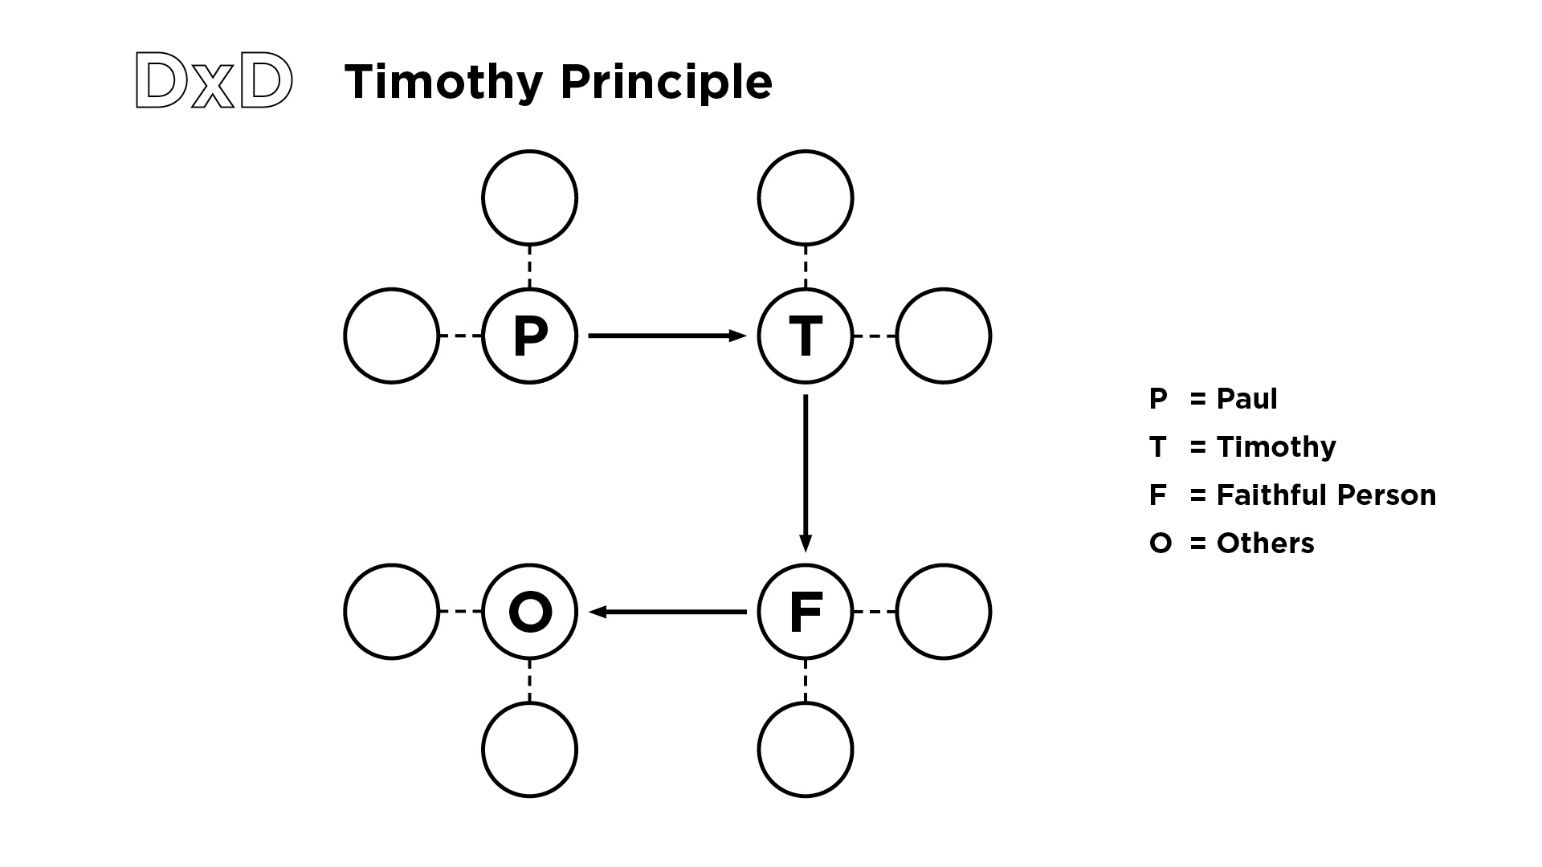 DxD Timothy Principle
P T
O F
P = Paul
T = Timothy
F = Faithful Person
O = Others